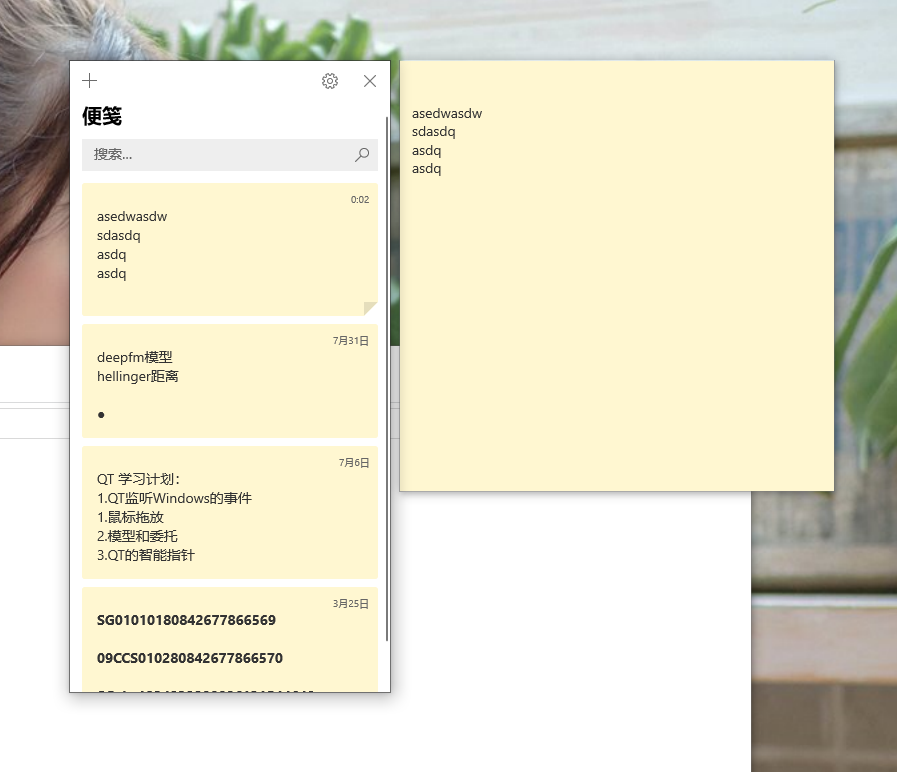 便笺
搜索...
0:02
asedwasdw
sdasdq
asdq
asdq
7月31日
deepfm模型
hellinger距离
●
7月6日
QT 学习计划：
1.QT监听Windows的事件
1.鼠标拖放
2.模型和委托
3.QT的智能指针
3月25日
SG01010180842677866569
09CCS010280842677866570
asedwasdw
sdasdq
asdq
asdq